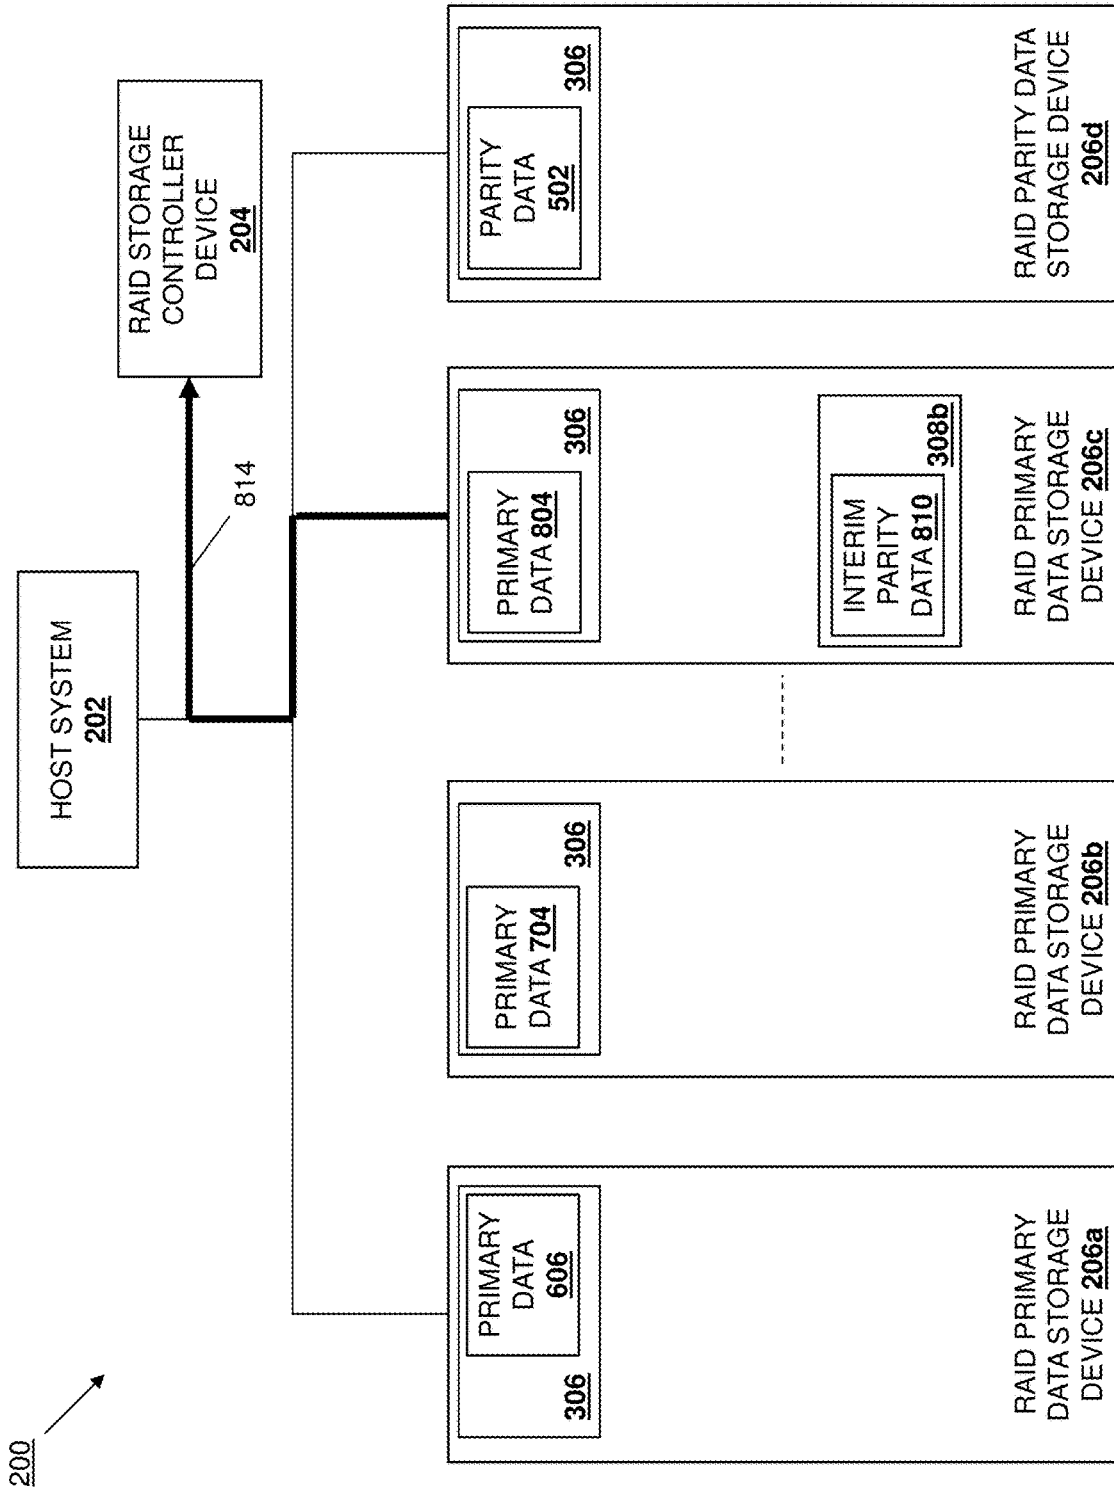 200
HOST SYSTEM
202
814
RAID STORAGE
CONTROLLER
DEVICE
204
PRIMARY
DATA
606
306
RAID PRIMARY
DATA STORAGE
DEVICE 206a
PRIMARY
DATA 704
306
RAID PRIMARY
DATA STORAGE
DEVICE 206b
PRIMARY
DATA 804
306
INTERIM
PARITY
DATA 810
308b
RAID PRIMARY
DATA STORAGE
DEVICE 206c
PARITY
DATA
502
306
RAID PARITY DATA
STORAGE DEVICE
206d